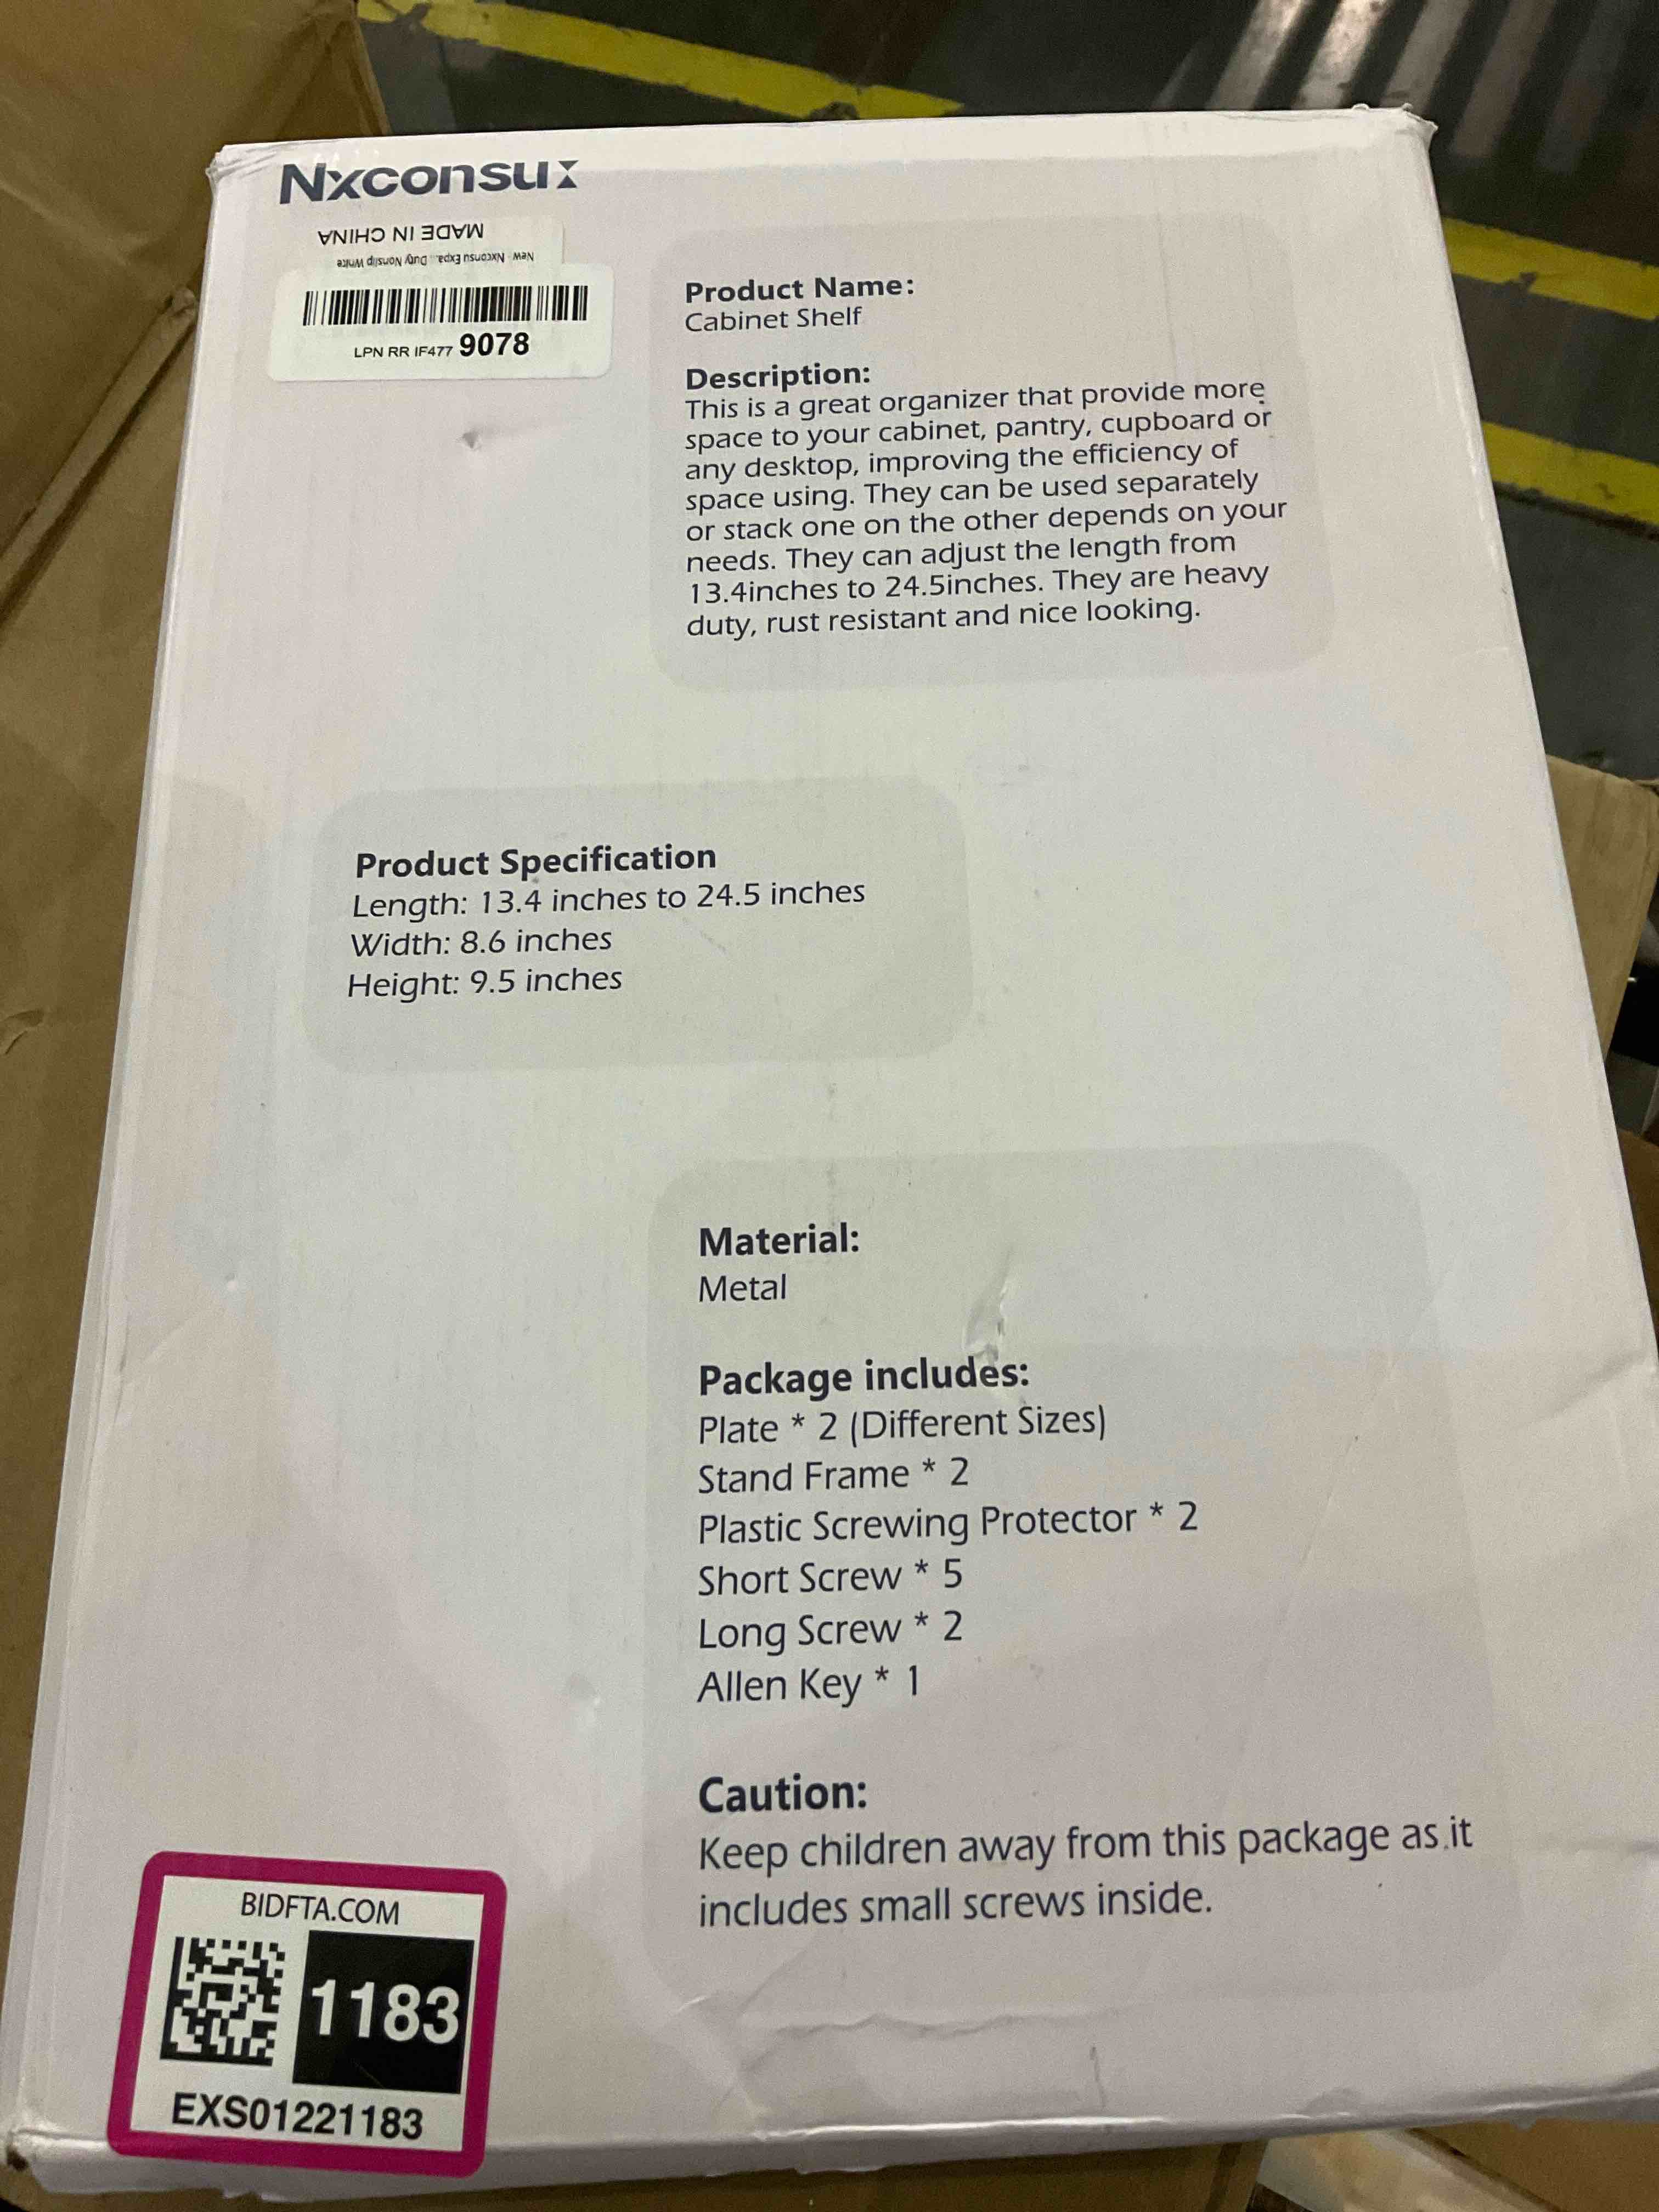 Nxconsu
MADE IN CHINA
New - Nxconsu Expa... Duty Nonslip White
LPN RR IF477 9078
Product Name:
Cabinet Shelf
Description:
This is a great organizer that provide more
space to your cabinet, pantry, cupboard or
any desktop, improving the efficiency of
space using. They can be used separately
or stack one on the other depends on your
needs. They can adjust the length from
13.4inches to 24.5inches. They are heavy
duty, rust resistant and nice looking.
Product Specification
Length: 13.4 inches to 24.5 inches
Width: 8.6 inches
Height: 9.5 inches
Material:
Metal
Package includes:
Plate * 2 (Different Sizes)
Stand Frame * 2
Plastic Screwing Protector * 2
Short Screw * 5
Long Screw * 2
Allen Key * 1
Caution:
Keep children away from this package as it
includes small screws inside.
BIDFTA.COM
1183
EXS01221183